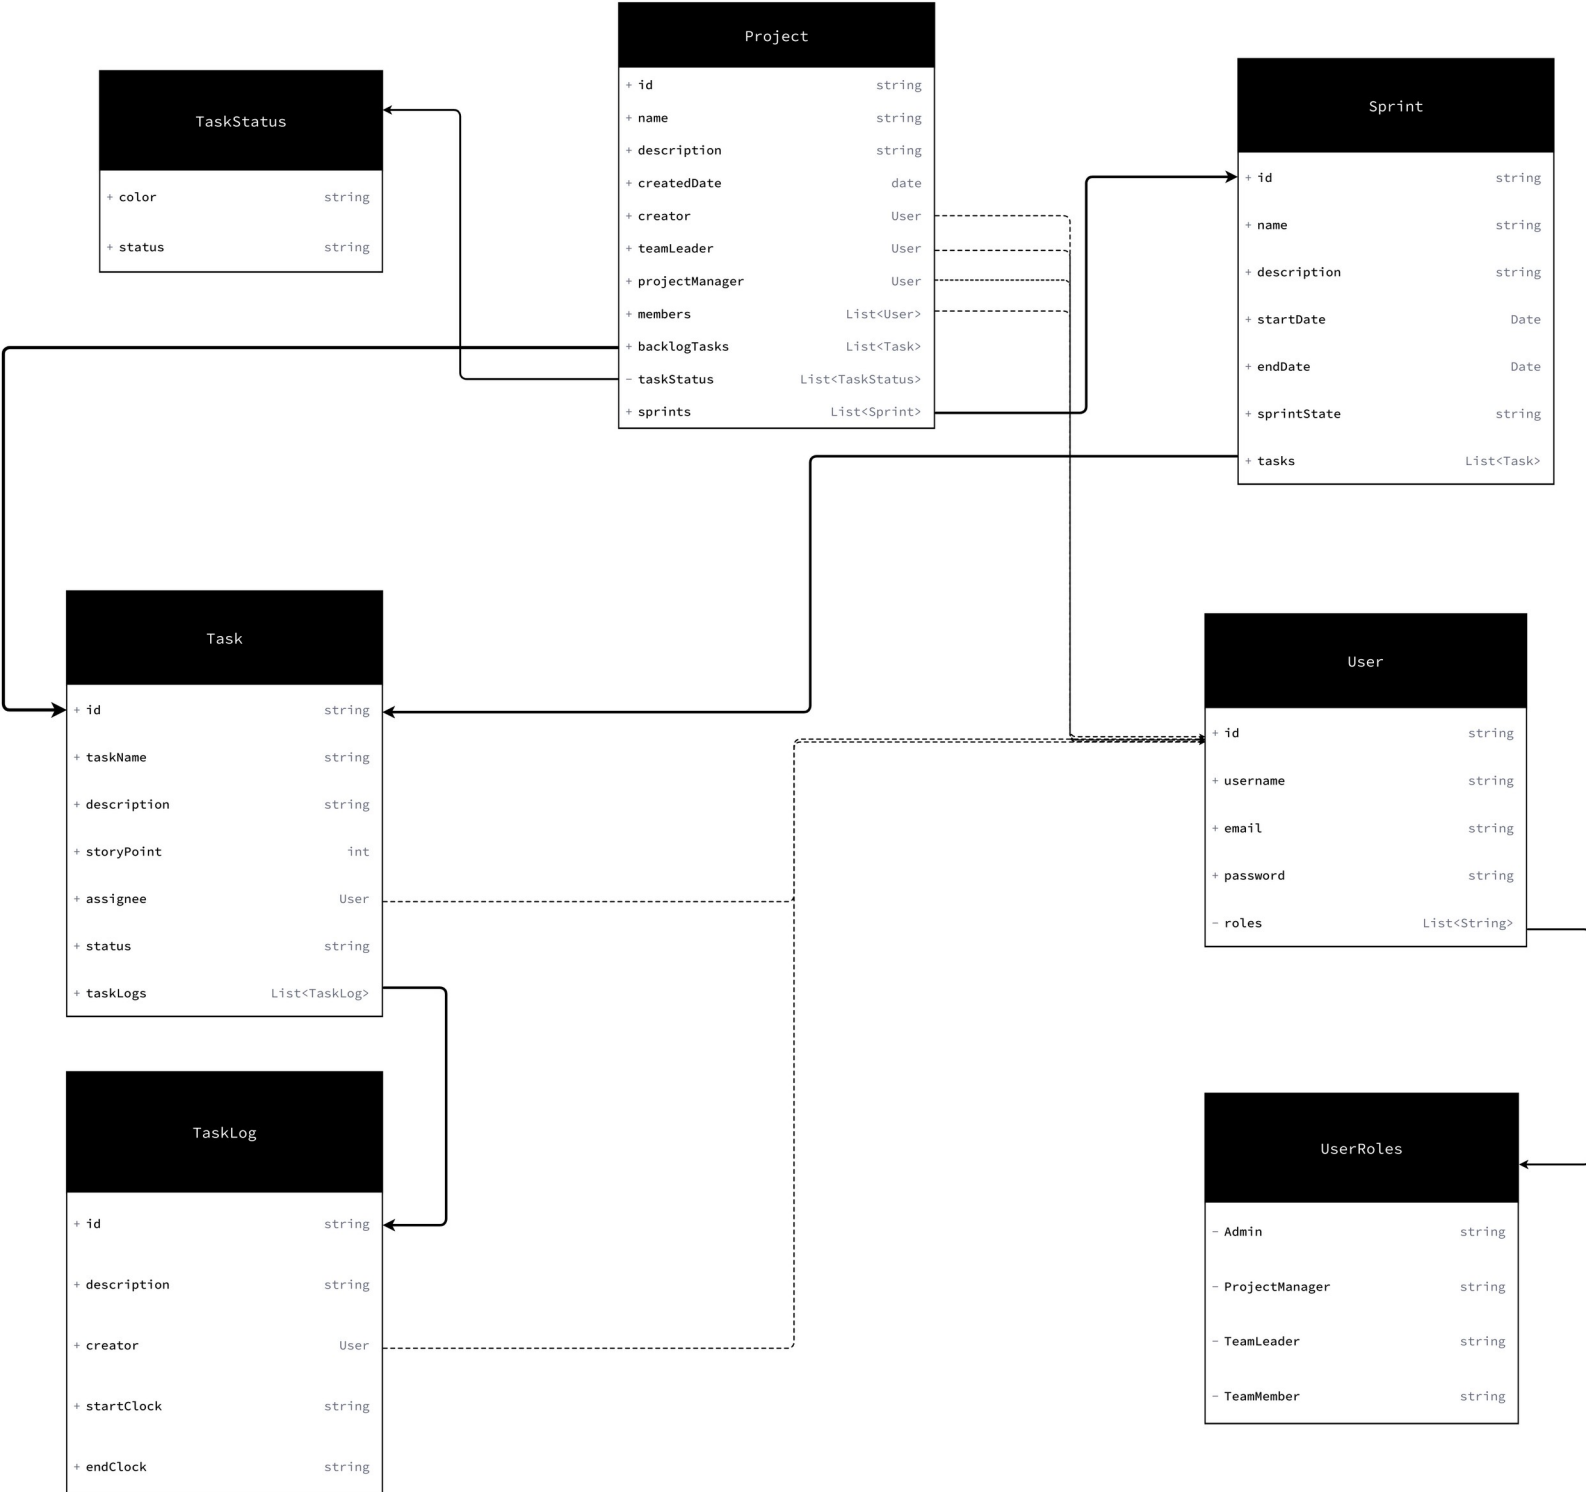 Project
+ id string
+ name string
+ description string
+ createdDate date
+ creator User
+ teamLeader User
+ projectManager User
+ members List<User>
+ backlogTasks List<Task>
- taskStatus List<TaskStatus>
+ sprints List<Sprint>
TaskStatus
+ color string
+ status string
Sprint
+ id string
+ name string
+ description string
+ startDate Date
+ endDate Date
+ sprintState string
+ tasks List<Task>
Task
+ id string
+ taskName string
+ description string
+ storyPoint int
+ assignee User
+ status string
+ taskLogs List<TaskLog>
User
+ id string
+ username string
+ email string
+ password string
- roles List<String>
TaskLog
+ id string
+ description string
+ creator User
+ startClock string
+ endClock string
UserRoles
- Admin string
- ProjectManager string
- TeamLeader string
- TeamMember string